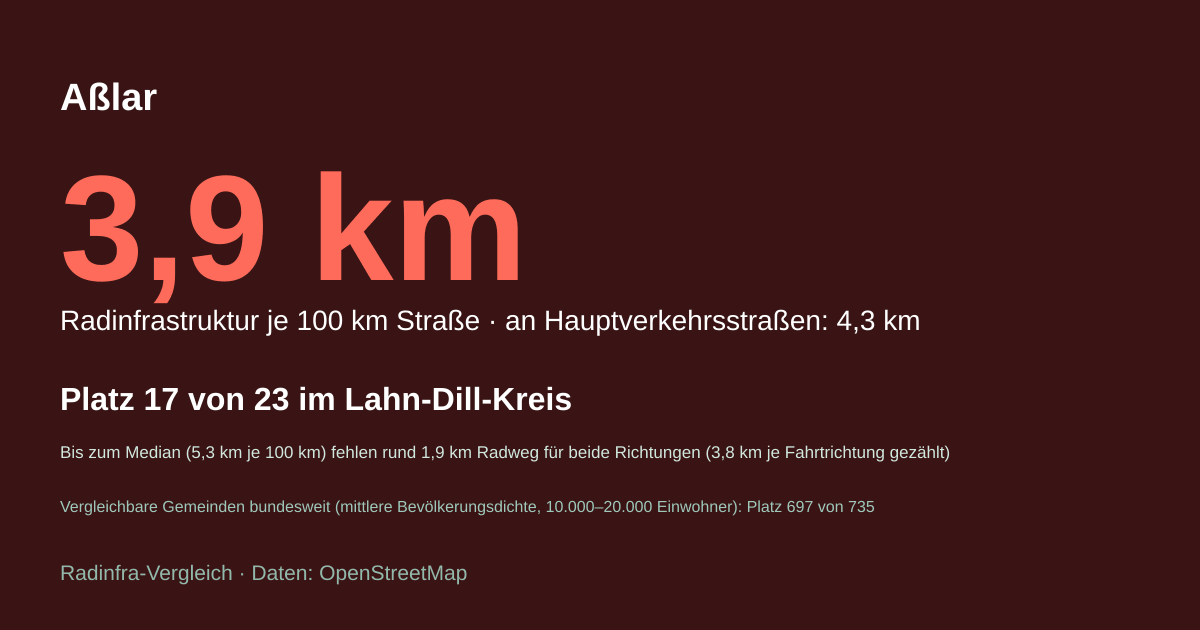 Aßlar
3,9 km
Radinfrastruktur je 100 km Straße · an Hauptverkehrsstraßen: 4,3 km
Platz 17 von 23 im Lahn-Dill-Kreis
Bis zum Median (5,3 km je 100 km) fehlen rund 1,9 km Radweg für beide Richtungen (3,8 km je Fahrtrichtung gezählt)
Vergleichbare Gemeinden bundesweit (mittlere Bevölkerungsdichte, 10.000–20.000 Einwohner): Platz 697 von 735
Radinfra-Vergleich · Daten: OpenStreetMap